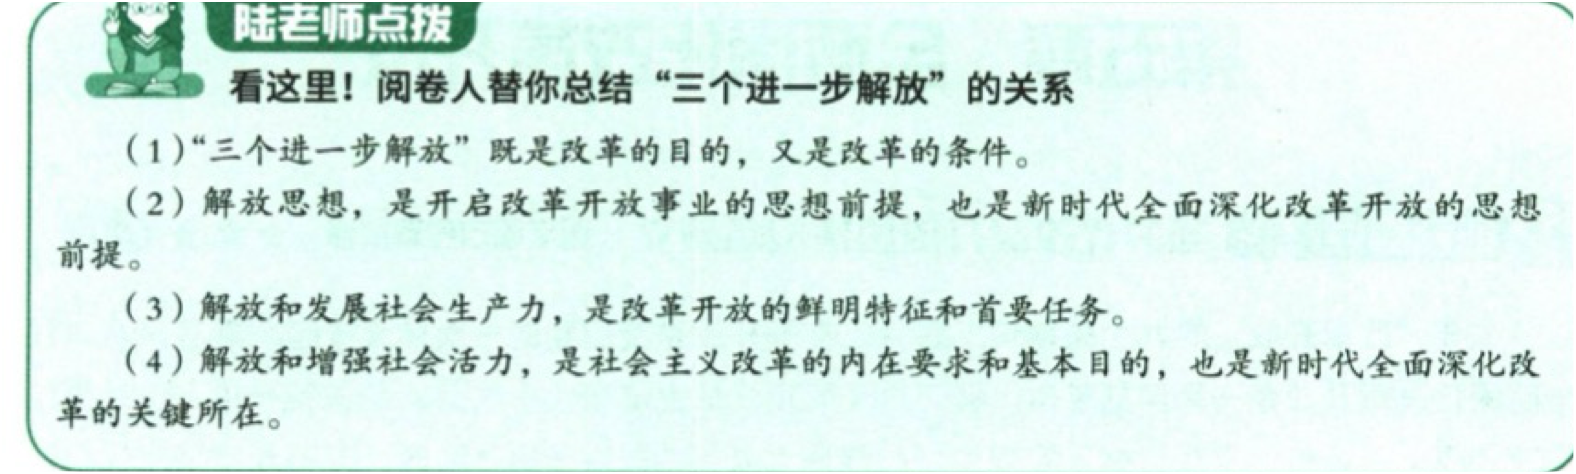 陆老师点拨
看这里！阅卷人替你总结“三个进一步解放”的关系
（1）“三个进一步解放”既是改革的目的，又是改革的条件。
（2）解放思想，是开启改革开放事业的思想前提，也是新时代全面深化改革开放的思想
前提。
（3）解放和发展社会生产力，是改革开放的鲜明特征和首要任务。
（4）解放和增强社会活力，是社会主义改革的内在要求和基本目的，也是新时代全面深化改
革的关键所在。